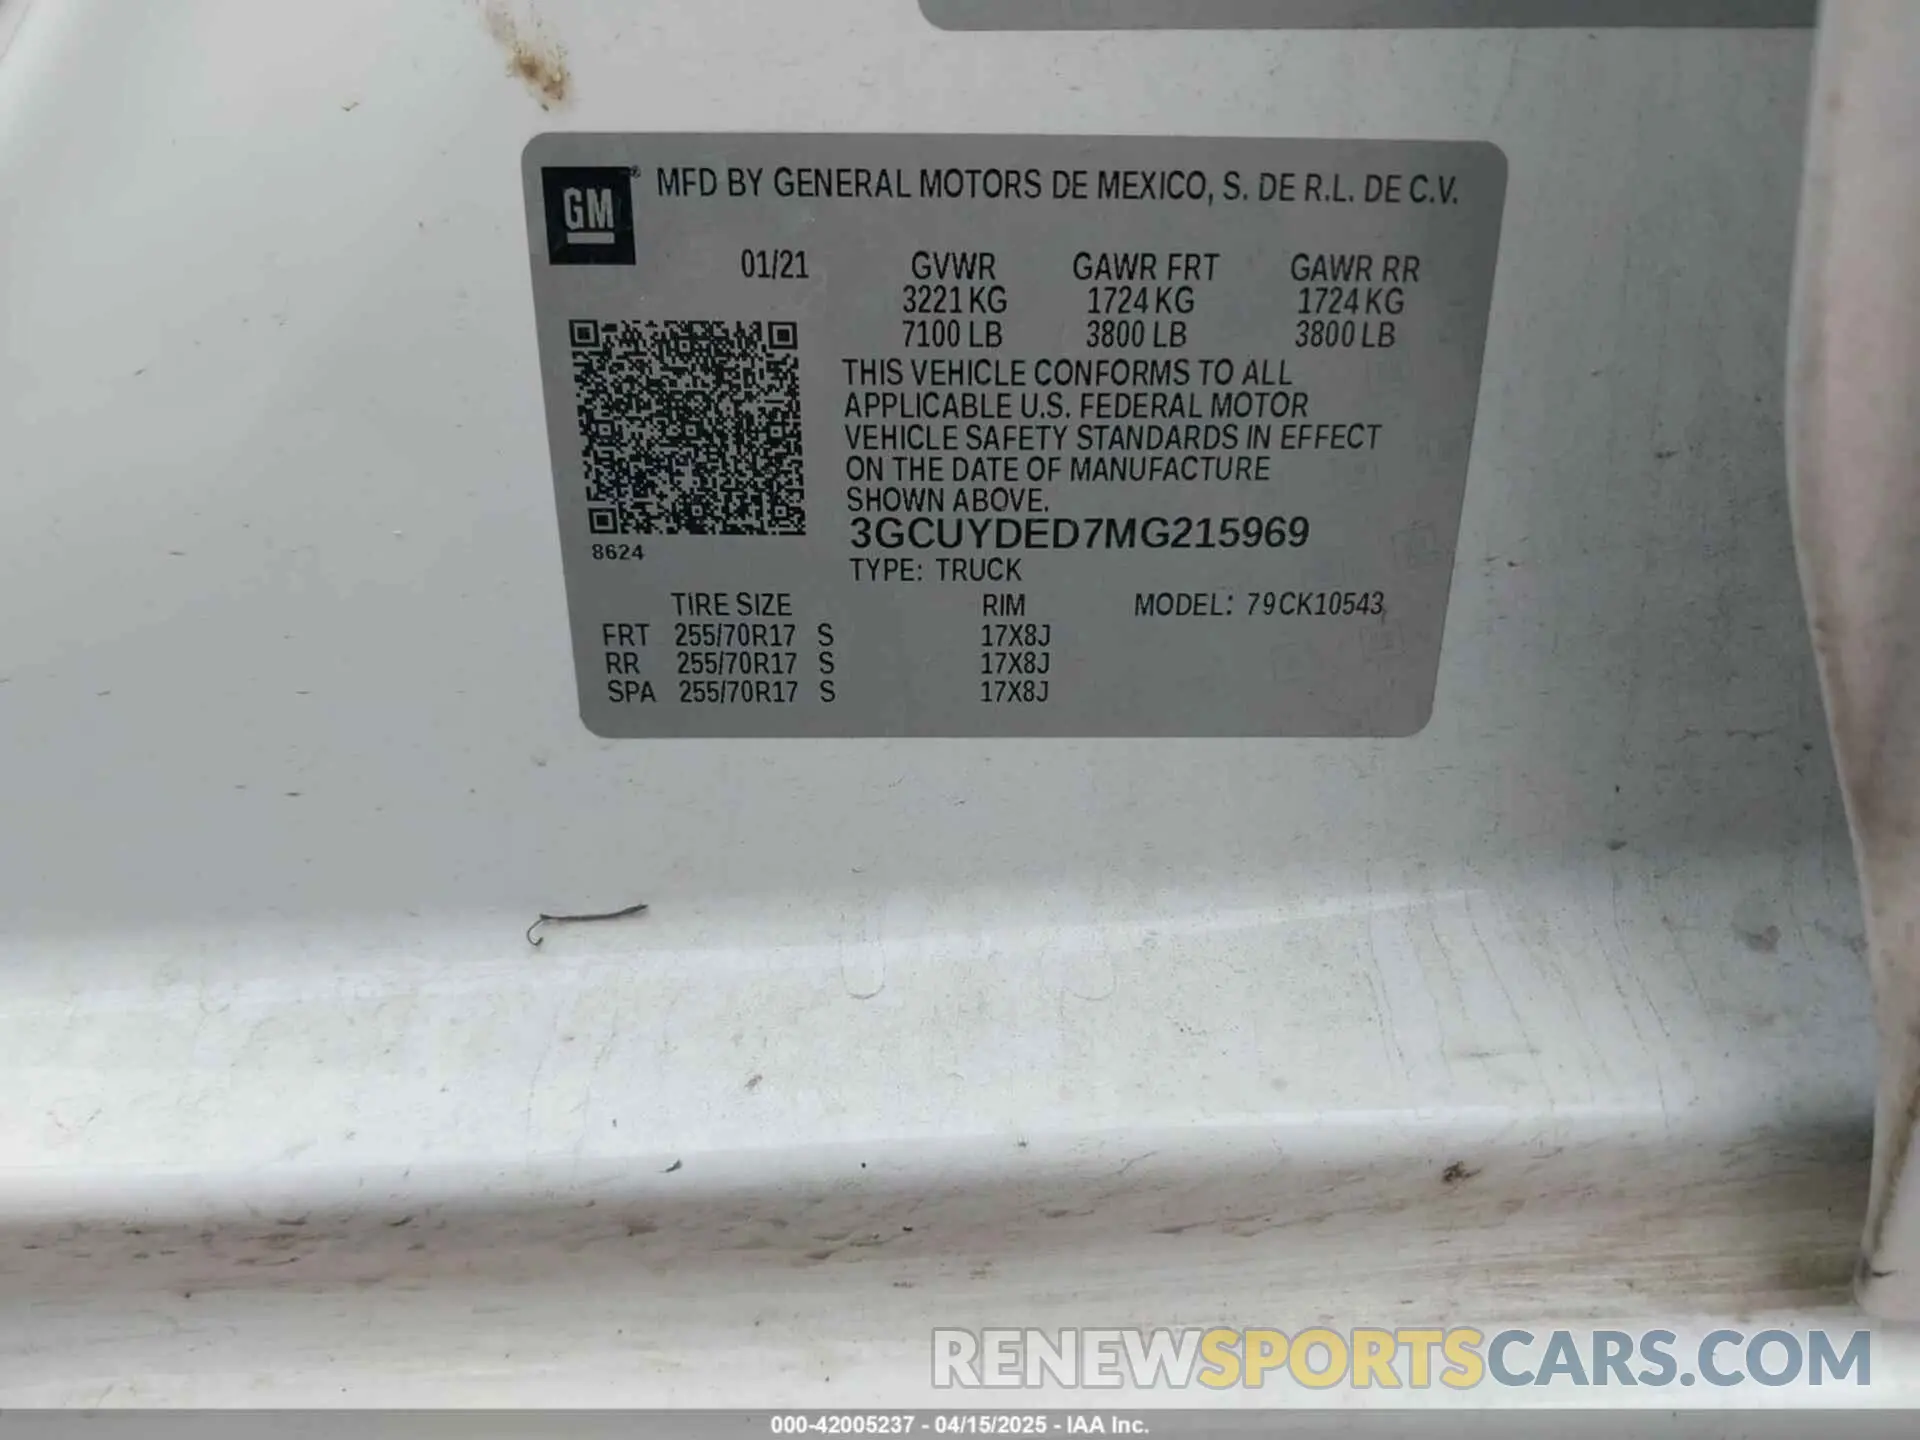 GM® MFD BY GENERAL MOTORS DE MEXICO, S. DE R.L. DE C.V.
01/21 GVWR GAWR FRT GAWR RR
3221 KG 1724 KG 1724 KG
7100 LB 3800 LB 3800 LB
THIS VEHICLE CONFORMS TO ALL
APPLICABLE U.S. FEDERAL MOTOR
VEHICLE SAFETY STANDARDS IN EFFECT
ON THE DATE OF MANUFACTURE
SHOWN ABOVE.
3GCUYDED7MG215969
8624
TYPE: TRUCK
TIRE SIZE RIM MODEL: 79CK10543
FRT 255/70R17 S 17X8J
RR 255/70R17 S 17X8J
SPA 255/70R17 S 17X8J
RENEWSPORTSCARS.COM
000-42005237 - 04/15/2025 - IAA Inc.